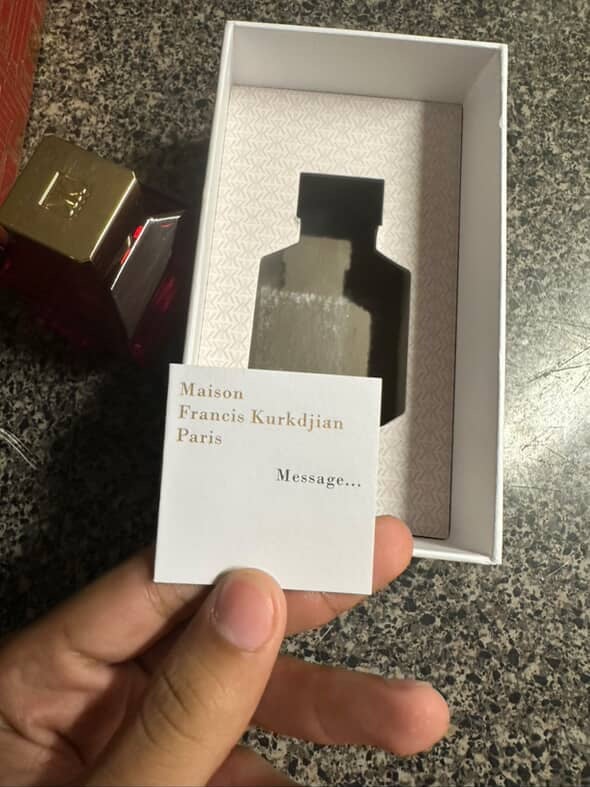 Maison
Francis Kurkdjian
Paris
Message...